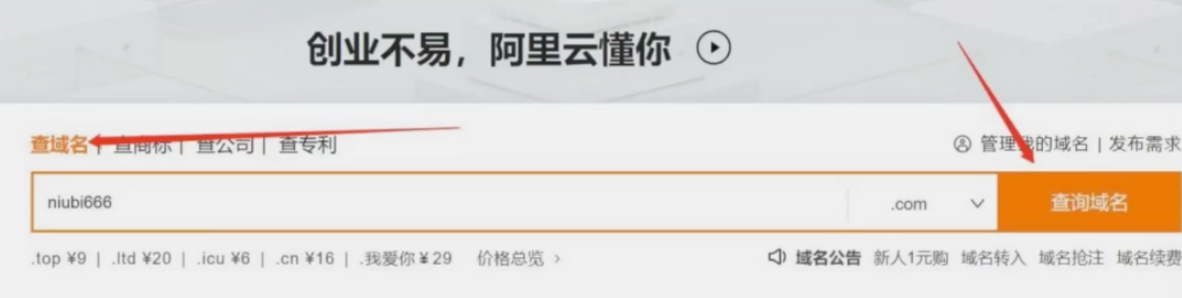 创业不易，阿里云懂你
查域名 | 查商标 | 查公司 | 查专利 管理我的域名 | 发布需求
niubi666 .com 查询域名
.top ¥9 | .ltd ¥20 | .icu ¥6 | .cn ¥16 | .我爱你 ¥29 价格总览 > 域名公告 新人1元购 域名转入 域名抢注 域名续费